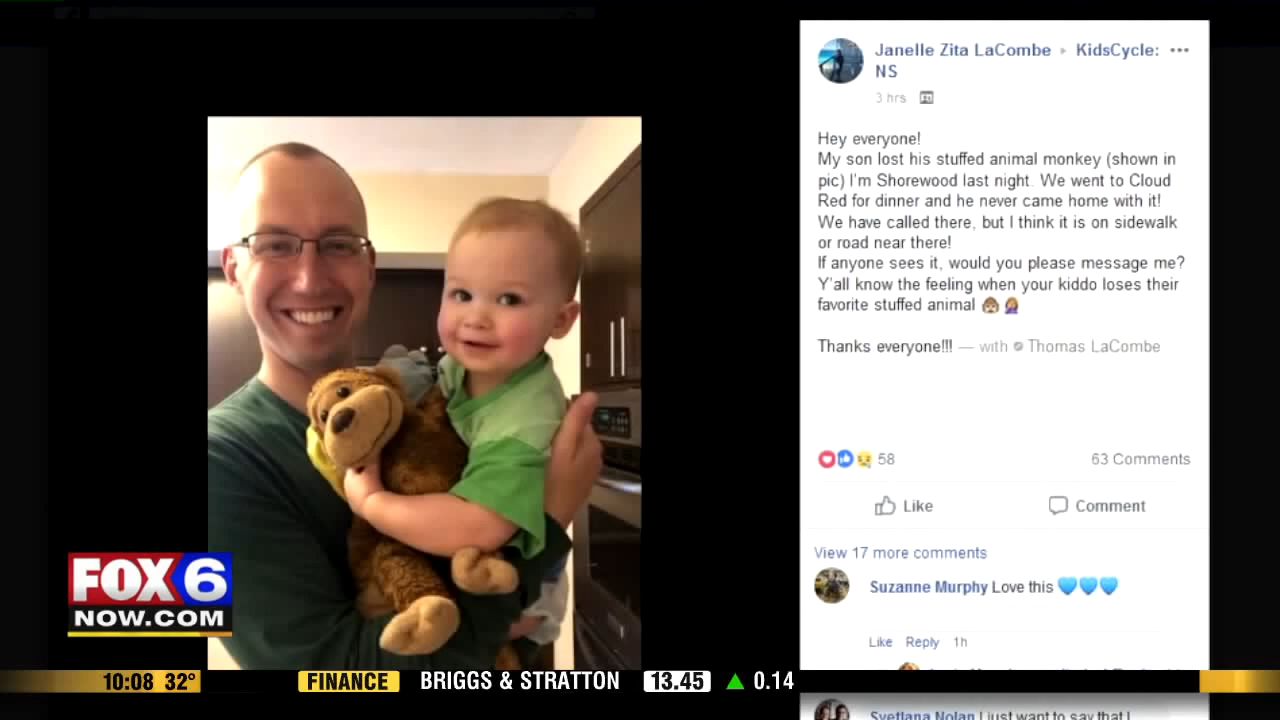 Janelle Zita LaCombe ▸ KidsCycle: •••
NS
3 hrs
Hey everyone!
My son lost his stuffed animal monkey (shown in
pic) I'm Shorewood last night. We went to Cloud
Red for dinner and he never came home with it!
We have called there, but I think it is on sidewalk
or road near there!
If anyone sees it, would you please message me?
Y'all know the feeling when your kiddo loses their
favorite stuffed animal 🐵 🤦🏼‍♀️
Thanks everyone!!! — with Thomas LaCombe
58 63 Comments
Like Comment
View 17 more comments
Suzanne Murphy Love this 💙💙💙
Like Reply 1h
FOX 6
NOW.COM
10:08 32° FINANCE BRIGGS & STRATTON 13.45 ▲ 0.14
Svetlana Nolan I just want to say that I